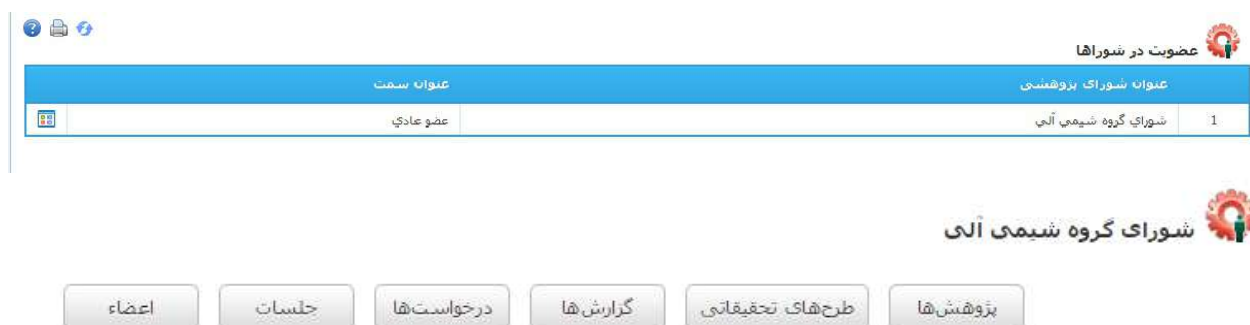 عضویت در شوراها
عنوان شورای پژوهشی عنوان سمت
1 شوراي گروه شيمي آلي عضو عادي
شورای گروه شیمی آلی
پژوهش‌ها طرح‌های تحقیقاتی گزارش‌ها درخواست‌ها جلسات اعضاء